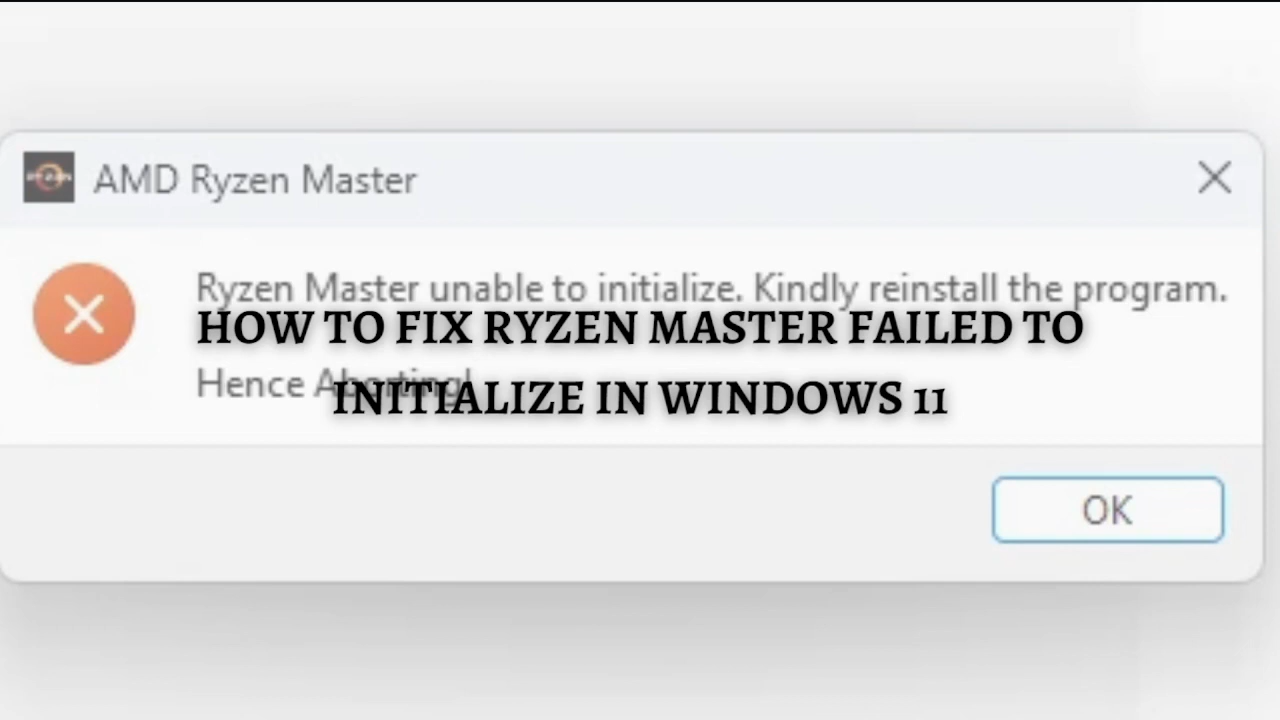 AMD Ryzen Master
Ryzen Master unable to initialize. Kindly reinstall the program.
HOW TO FIX RYZEN MASTER FAILED TO
Hence Aborting!
INITIALIZE IN WINDOWS 11
OK